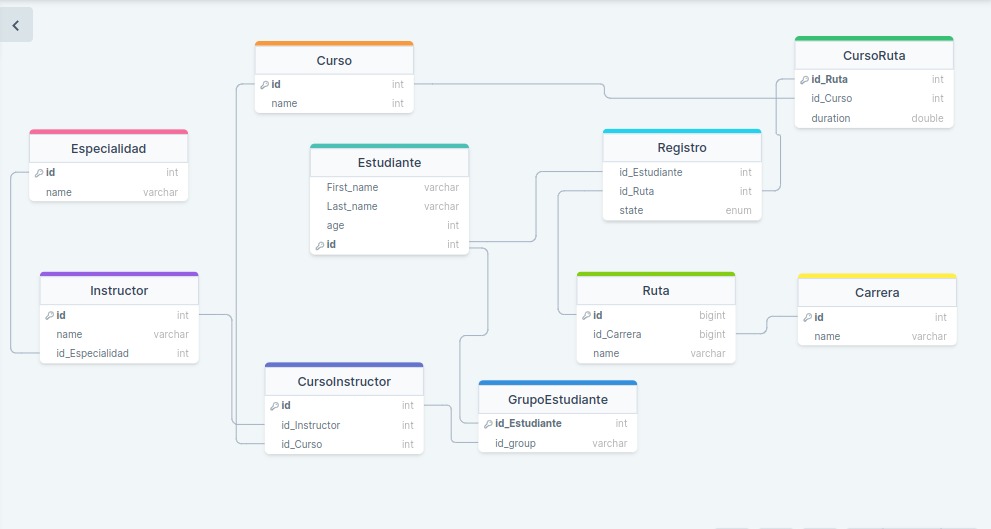 Curso
id int
name int
CursoRuta
id_Ruta int
id_Curso int
duration double
Especialidad
id int
name varchar
Estudiante
First_name varchar
Last_name varchar
age int
id int
Registro
id_Estudiante int
id_Ruta int
state enum
Instructor
id int
name varchar
id_Especialidad int
Ruta
id bigint
id_Carrera bigint
name varchar
Carrera
id int
name varchar
CursoInstructor
id int
id_Instructor int
id_Curso int
GrupoEstudiante
id_Estudiante int
id_group varchar